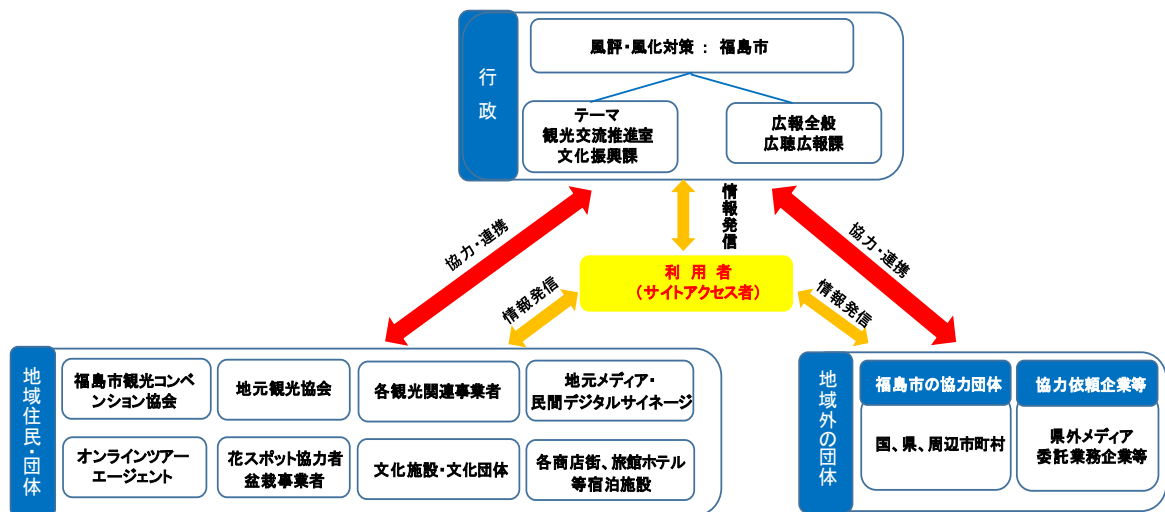 行政
風評・風化対策 : 福島市
テーマ
観光交流推進室
文化振興課
広報全般
広聴広報課
協力・連携
情報発信
協力・連携
利用者
(サイトアクセス者)
情報発信
情報発信
地域住民・団体
福島市観光コンベ
ンション協会
地元観光協会
各観光関連事業者
地元メディア・
民間デジタルサイネージ
オンラインツアー
エージェント
花スポット協力者
盆栽事業者
文化施設・文化団体
各商店街、旅館ホテル
等宿泊施設
地域外の団体
福島市の協力団体
国、県、周辺市町村
協力依頼企業等
県外メディア
委託業務企業等